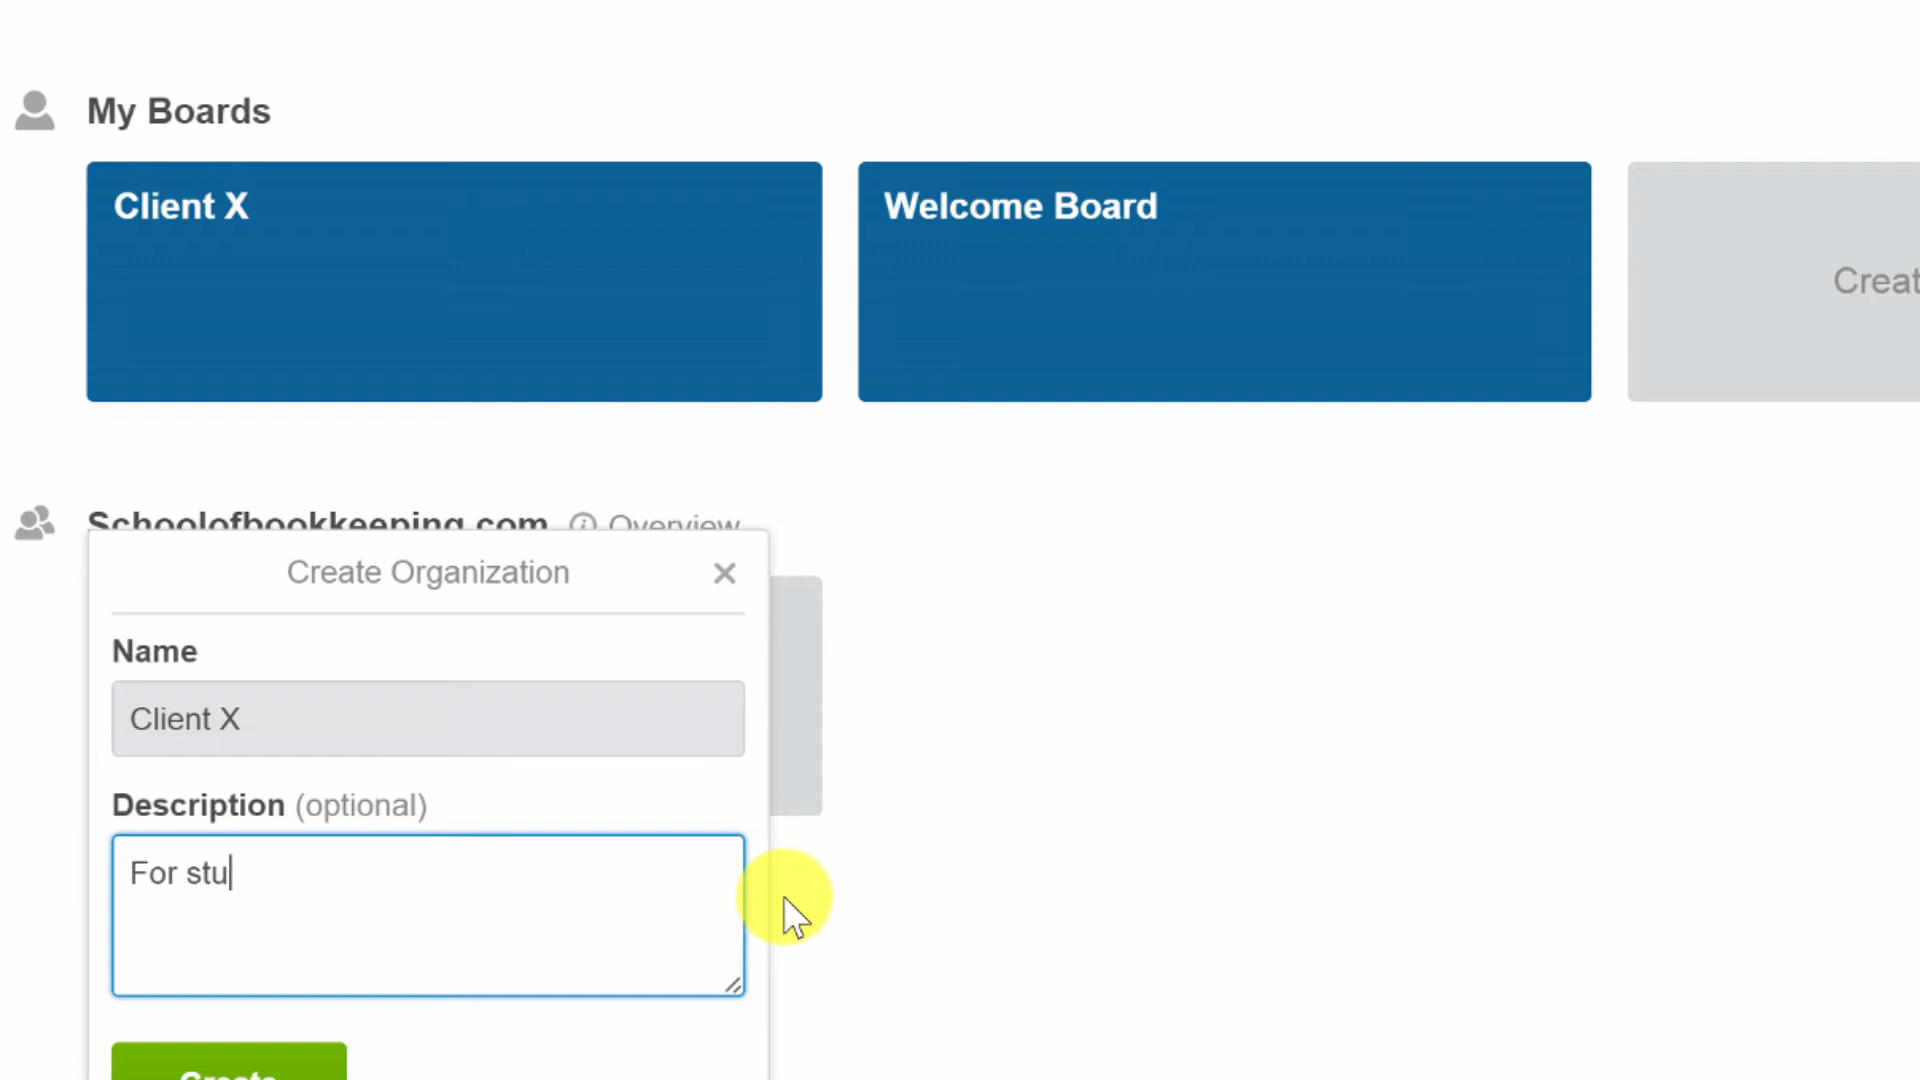 My Boards
Client X
Welcome Board
Creat
Schoolofbookkeeping.com Overview
Create Organization
Name
Client X
Description (optional)
For stu
Create